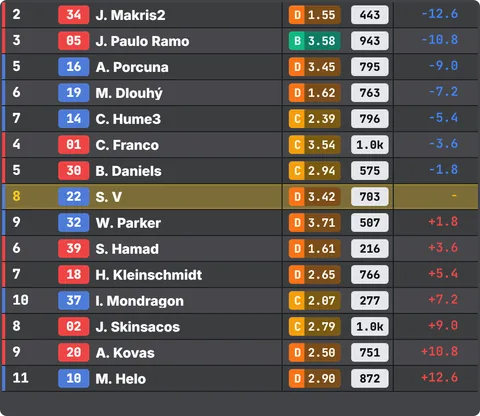 2 34 J. Makris2 D 1.55 443 -12.6
3 05 J. Paulo Ramo B 3.58 943 -10.8
5 16 A. Porcuna D 3.45 795 -9.0
6 19 M. Dlouhý D 1.62 763 -7.2
7 14 C. Hume3 C 2.39 796 -5.4
4 01 C. Franco C 3.54 1.0k -3.6
5 30 B. Daniels C 2.94 575 -1.8
8 22 S. V D 3.42 703 -
9 32 W. Parker D 3.71 507 +1.8
6 39 S. Hamad D 1.61 216 +3.6
7 18 H. Kleinschmidt D 2.65 766 +5.4
10 37 I. Mondragon C 2.07 277 +7.2
8 02 J. Skinsacos C 2.79 1.0k +9.0
9 20 A. Kovas D 2.50 751 +10.8
11 10 M. Helo D 2.90 872 +12.6